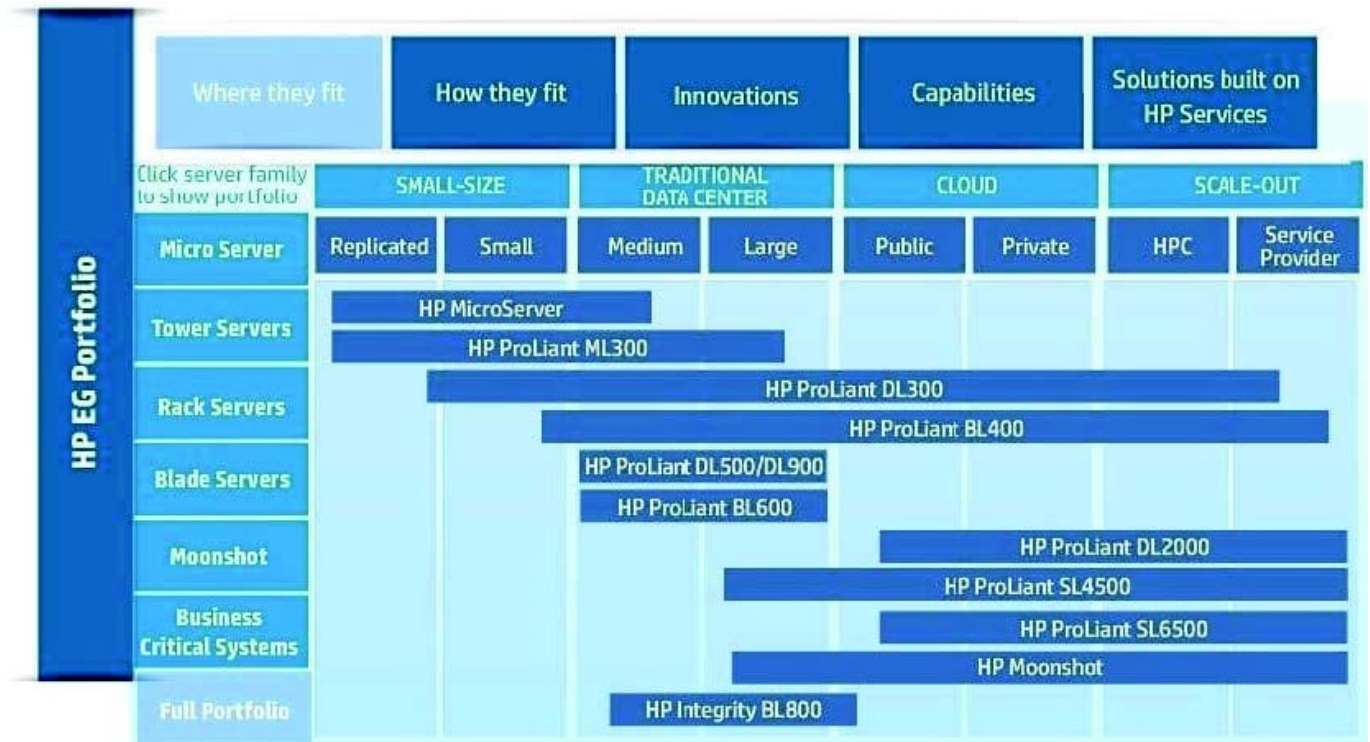 HP EG Portfolio
Where they fit
How they fit
Innovations
Capabilities
Solutions built on
HP Services
Click server family
to show portfolio
SMALL-SIZE
TRADITIONAL
DATA CENTER
CLOUD
SCALE-OUT
Micro Server
Replicated
Small
Medium
Large
Public
Private
HPC
Service
Provider
Tower Servers
HP MicroServer
HP ProLiant ML300
Rack Servers
HP ProLiant DL300
HP ProLiant BL400
Blade Servers
HP ProLiant DL500/DL900
HP ProLiant BL600
Moonshot
HP ProLiant DL2000
HP ProLiant SL4500
Business
Critical Systems
HP ProLiant SL6500
HP Moonshot
Full Portfolio
HP Integrity BL800